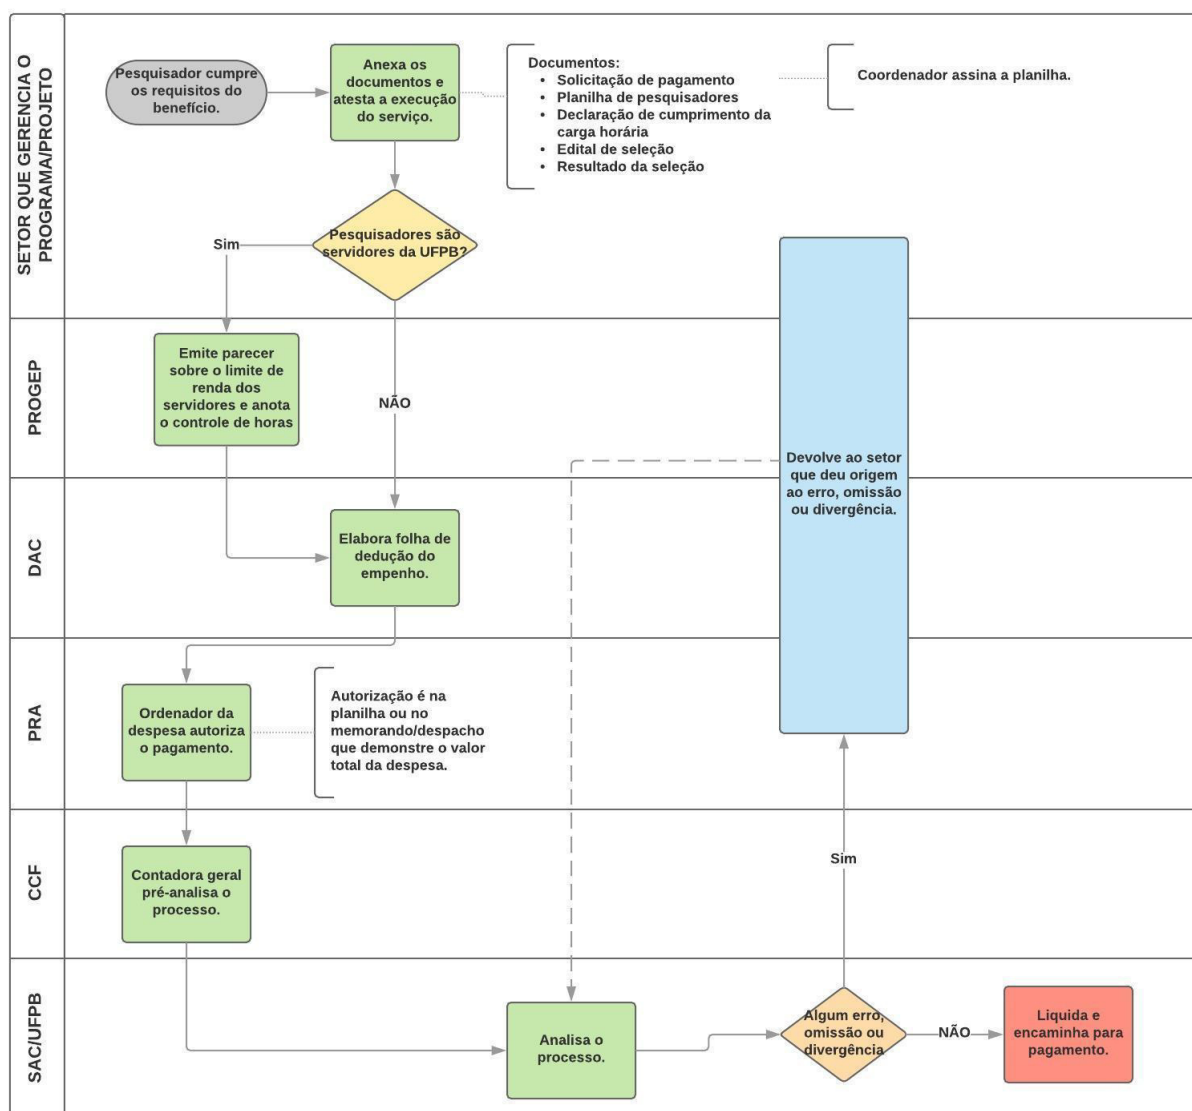 SETOR QUE GERENCIA O
PROGRAMA/PROJETO
Pesquisador cumpre
os requisitos do
benefício.
Anexa os
documentos e
atesta a execução
do serviço.
Documentos:
• Solicitação de pagamento
• Planilha de pesquisadores
• Declaração de cumprimento da
carga horária
• Edital de seleção
• Resultado da seleção
Coordenador assina a planilha.
Pesquisadores são
servidores da UFPB?
Sim
NÃO
PROGEP
Emite parecer
sobre o limite de
renda dos
servidores e anota
o controle de horas
Devolve ao setor
que deu origem
ao erro, omissão
ou divergência.
DAC
Elabora folha de
dedução do
empenho.
PRA
Ordenador da
despesa autoriza
o pagamento.
Autorização é na
planilha ou no
memorando/despacho
que demonstre o valor
total da despesa.
CCF
Contadora geral
pré-analisa o
processo.
Sim
SAC/UFPB
Analisa o
processo.
Algum erro,
omissão ou
divergência
NÃO
Liquida e
encaminha para
pagamento.